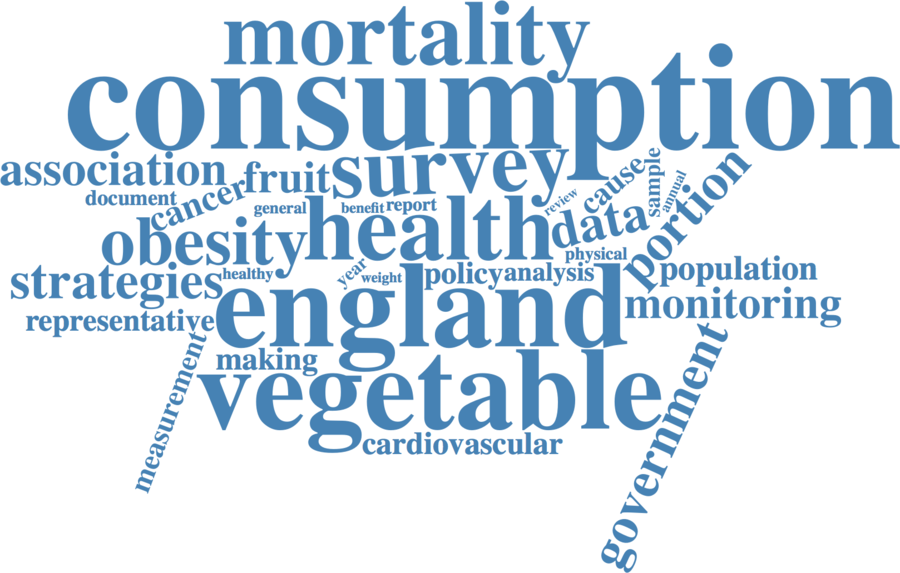 mortality
consumption
association
fruit
survey
cause
sample
annual
portion
document
cancer
general
benefit
report
review
data
obesity
health
physical
strategies
healthy
year
weight
policy
analysis
population
representative
england
monitoring
making
measurement
vegetable
government
cardiovascular